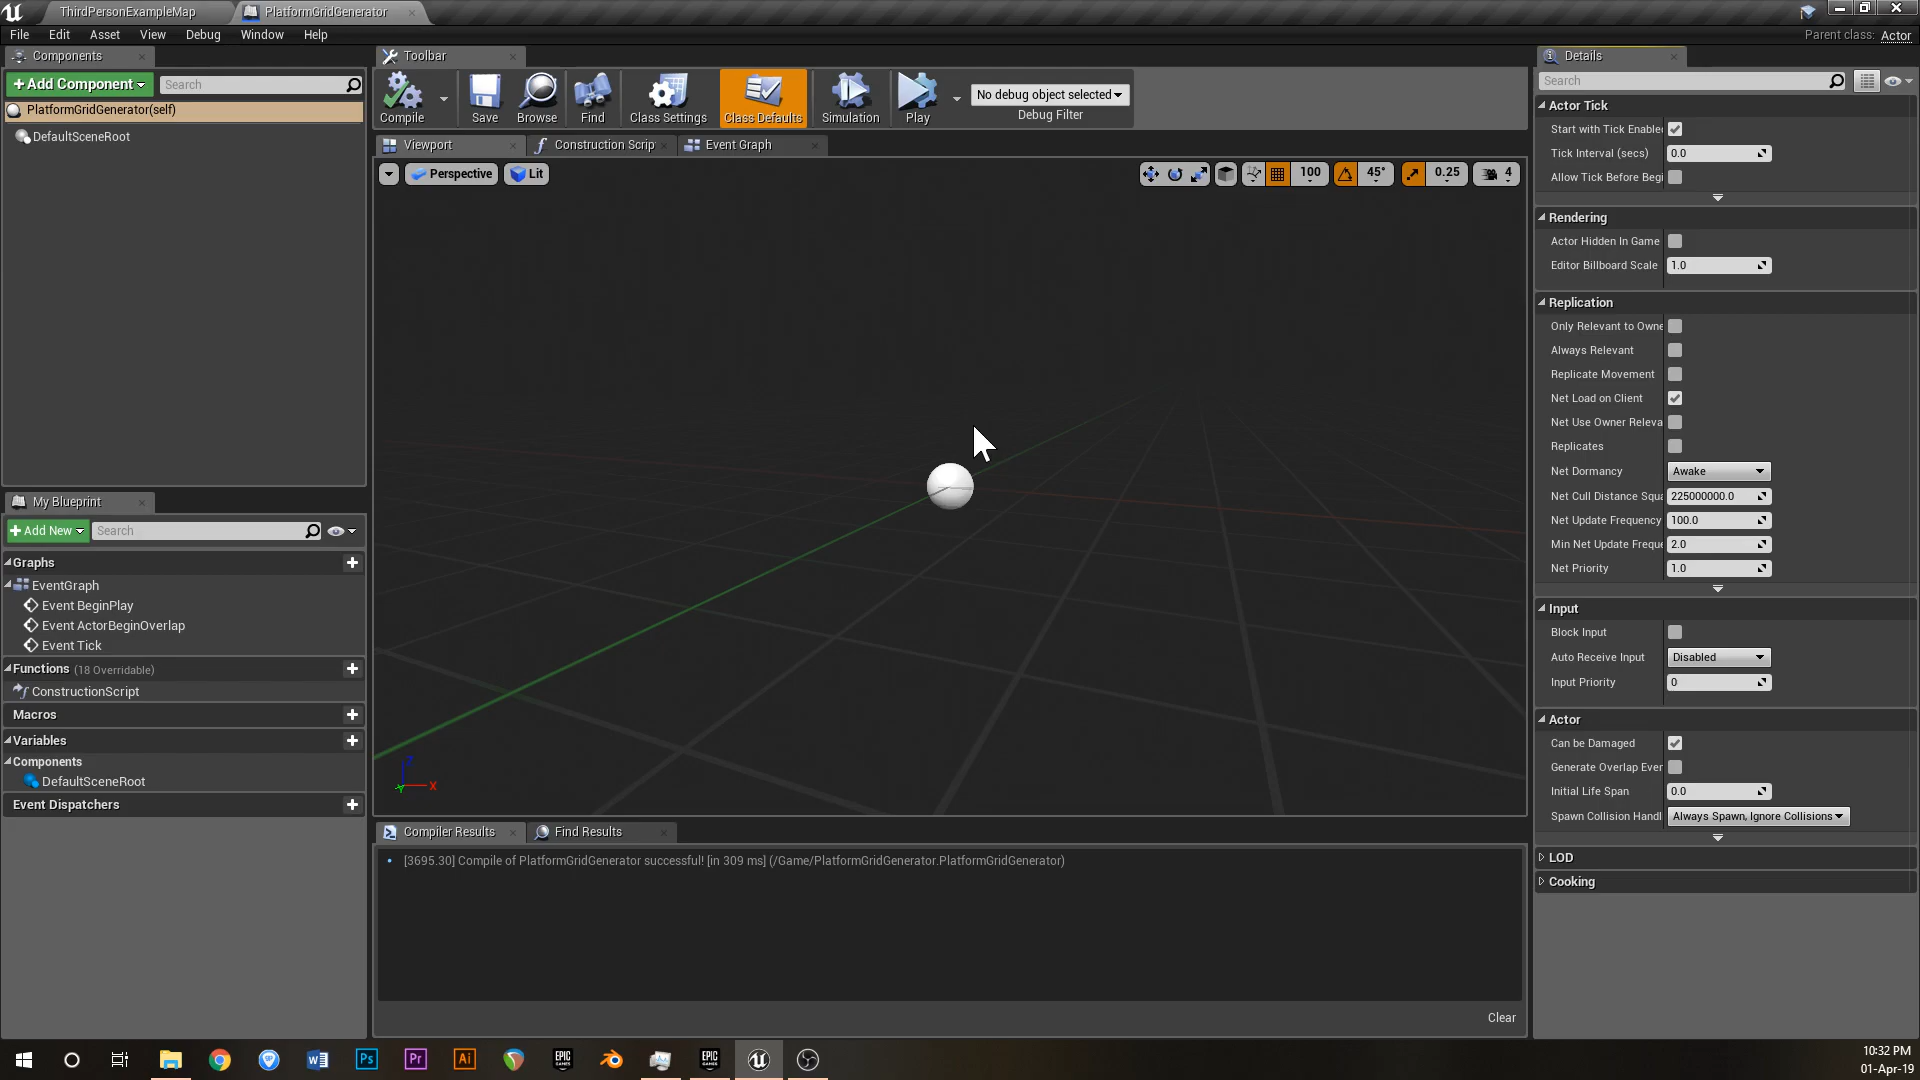 ThirdPersonExampleMap
PlatformGridGenerator
File Edit Asset View Debug Window Help
Parent class: Actor
Components
+ Add Component
Search
PlatformGridGenerator(self)
DefaultSceneRoot
My Blueprint
+ Add New
Search
Graphs
EventGraph
Event BeginPlay
Event ActorBeginOverlap
Event Tick
Functions (18 Overridable)
ConstructionScript
Macros
Variables
Components
DefaultSceneRoot
Event Dispatchers
Toolbar
Compile
Save
Browse
Find
Class Settings
Class Defaults
Simulation
Play
No debug object selected
Debug Filter
Viewport
Construction Scrip
Event Graph
Perspective
Lit
100
45°
0.25
4
Z
X
Y
Compiler Results
Find Results
[3695.30] Compile of PlatformGridGenerator successful! [in 309 ms] (/Game/PlatformGridGenerator.PlatformGridGenerator)
Clear
Details
Search
Actor Tick
Start with Tick Enable
Tick Interval (secs) 0.0
Allow Tick Before Begi
Rendering
Actor Hidden In Game
Editor Billboard Scale 1.0
Replication
Only Relevant to Owne
Always Relevant
Replicate Movement
Net Load on Client
Net Use Owner Releva
Replicates
Net Dormancy Awake
Net Cull Distance Squa 225000000.0
Net Update Frequency 100.0
Min Net Update Freque 2.0
Net Priority 1.0
Input
Block Input
Auto Receive Input Disabled
Input Priority 0
Actor
Can be Damaged
Generate Overlap Ever
Initial Life Span 0.0
Spawn Collision Handl Always Spawn, Ignore Collisions
LOD
Cooking
Ps
Pr
Ai
EPIC GAMES
EPIC GAMES
10:32 PM
01-Apr-19